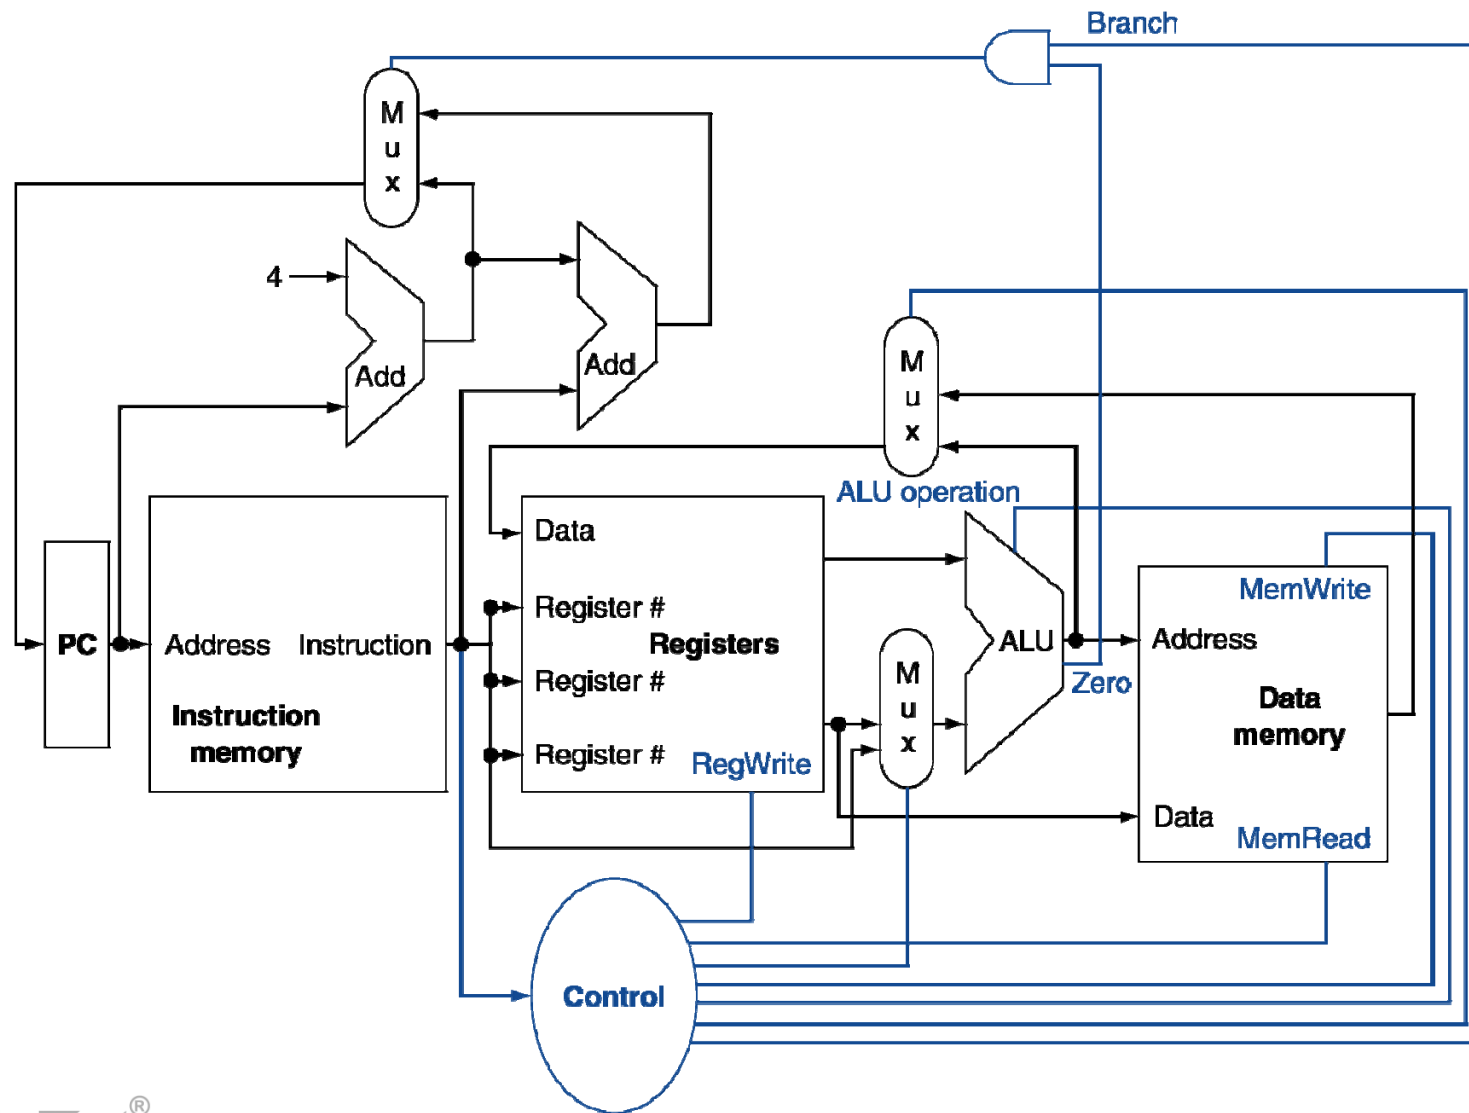 Branch
M
u
x
4
Add
Add
M
u
x
ALU operation
Data
Register #
Registers
Register #
Register #
RegWrite
PC
Address
Instruction
Instruction
memory
M
u
x
ALU
Zero
MemWrite
Address
Data
memory
Data
MemRead
Control
®